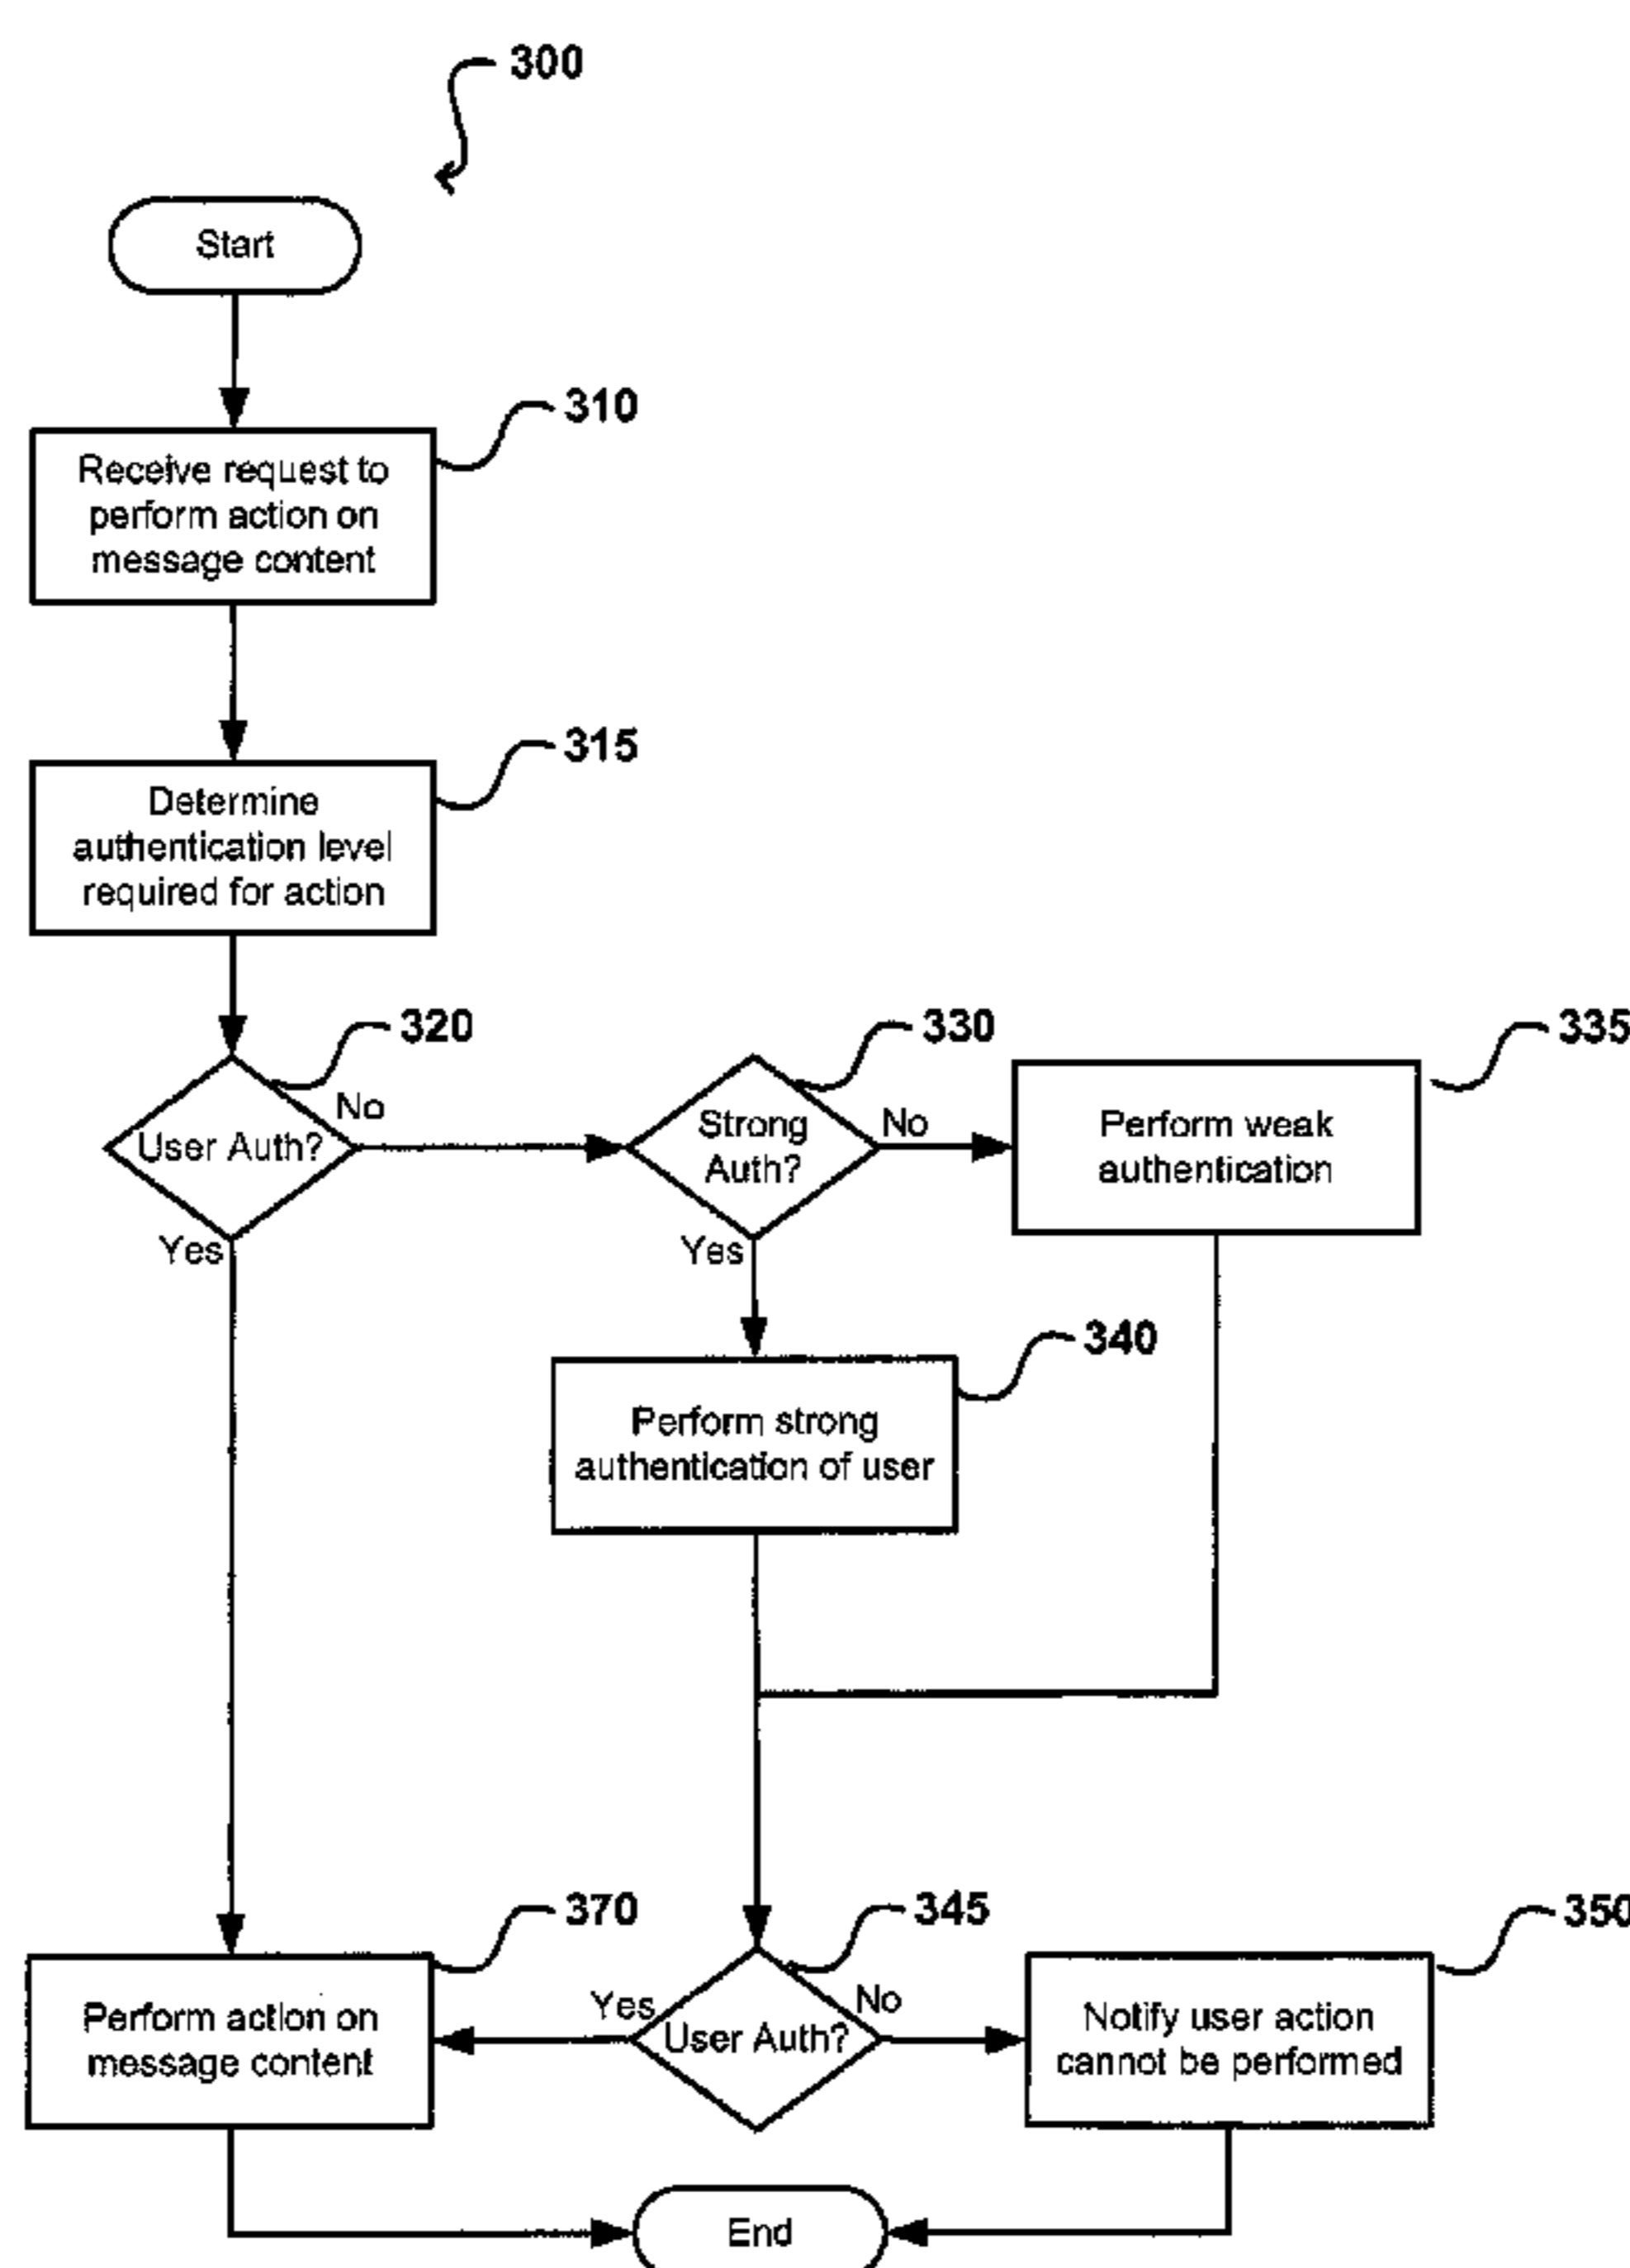 300
Start
310
Receive request to
perform action on
message content
315
Determine
authentication level
required for action
320
User Auth?
No
Yes
330
Strong
Auth?
No
Yes
335
Perform weak
authentication
340
Perform strong
authentication of user
370
Perform action on
message content
345
Yes
User Auth?
No
350
Notify user action
cannot be performed
End